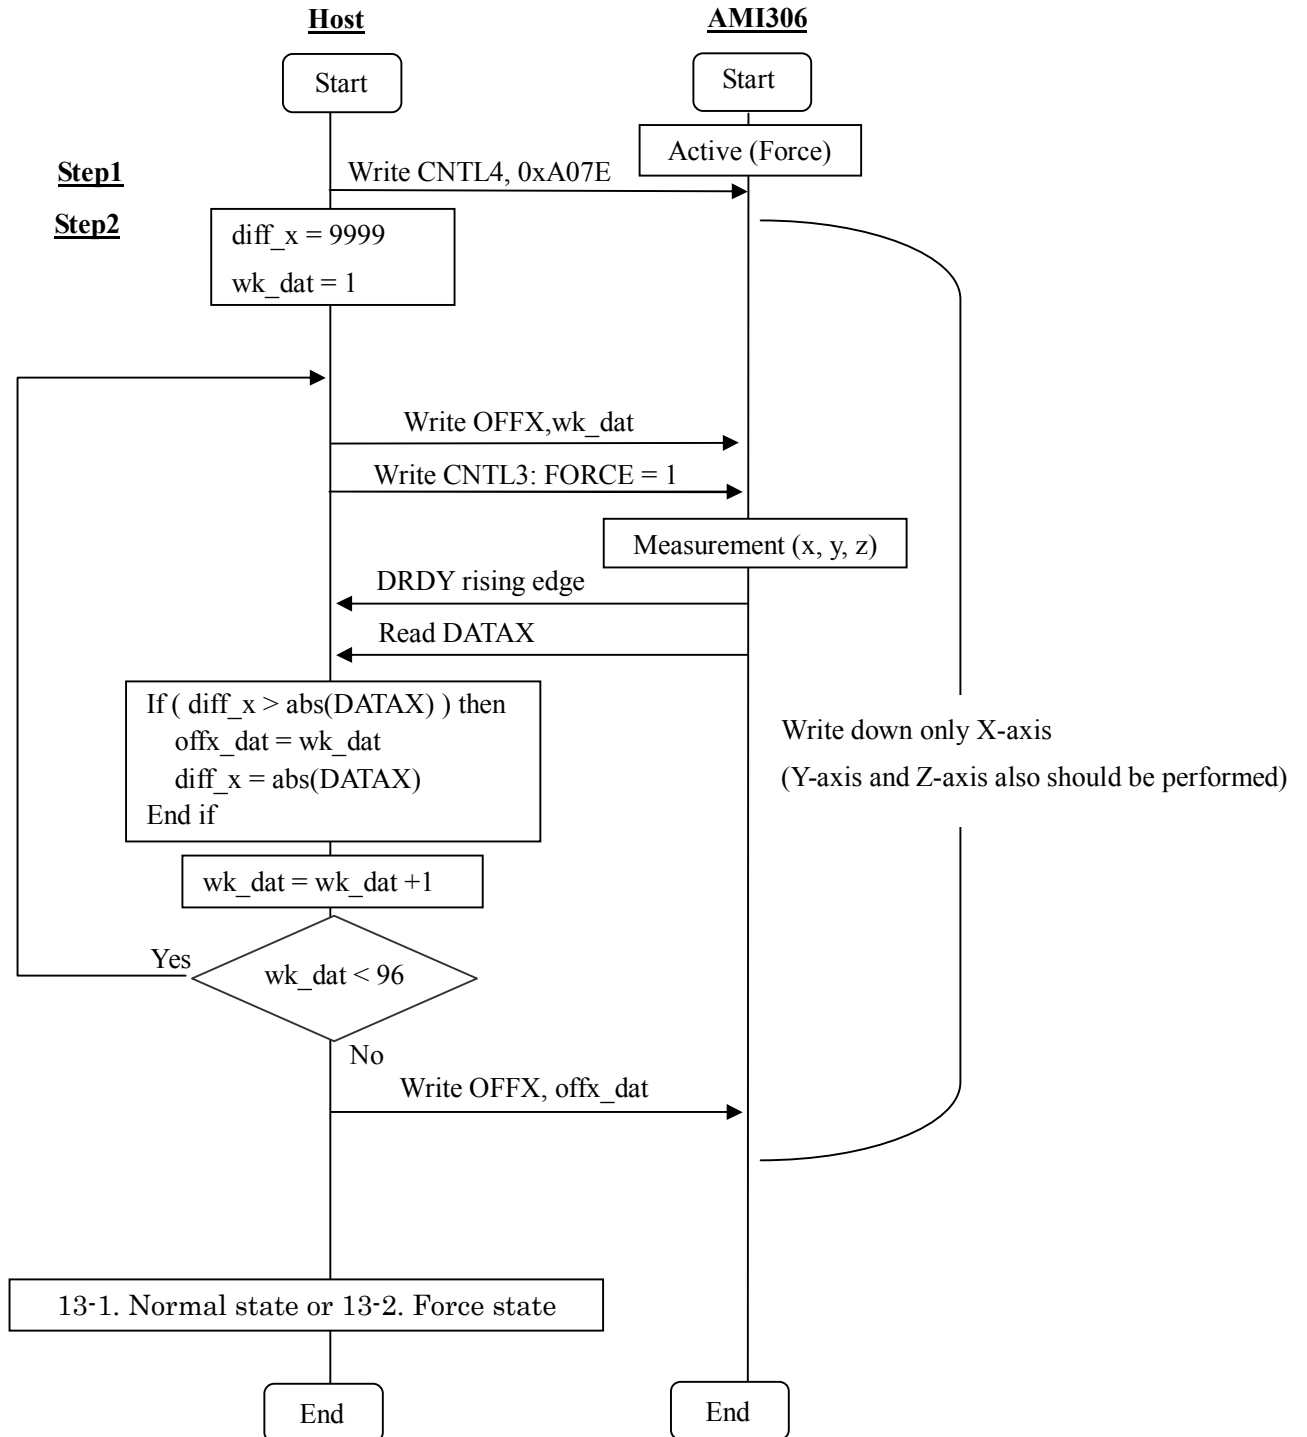 Host
AMI306
Start
Start
Active (Force)
Step1
Write CNTL4, 0xA07E
Step2
diff_x = 9999
wk_dat = 1
Write OFFX,wk_dat
Write CNTL3: FORCE = 1
Measurement (x, y, z)
DRDY rising edge
Read DATAX
If ( diff_x > abs(DATAX) ) then
offx_dat = wk_dat
diff_x = abs(DATAX)
End if
Write down only X-axis
(Y-axis and Z-axis also should be performed)
wk_dat = wk_dat +1
Yes
wk_dat < 96
No
Write OFFX, offx_dat
13-1. Normal state or 13-2. Force state
End
End